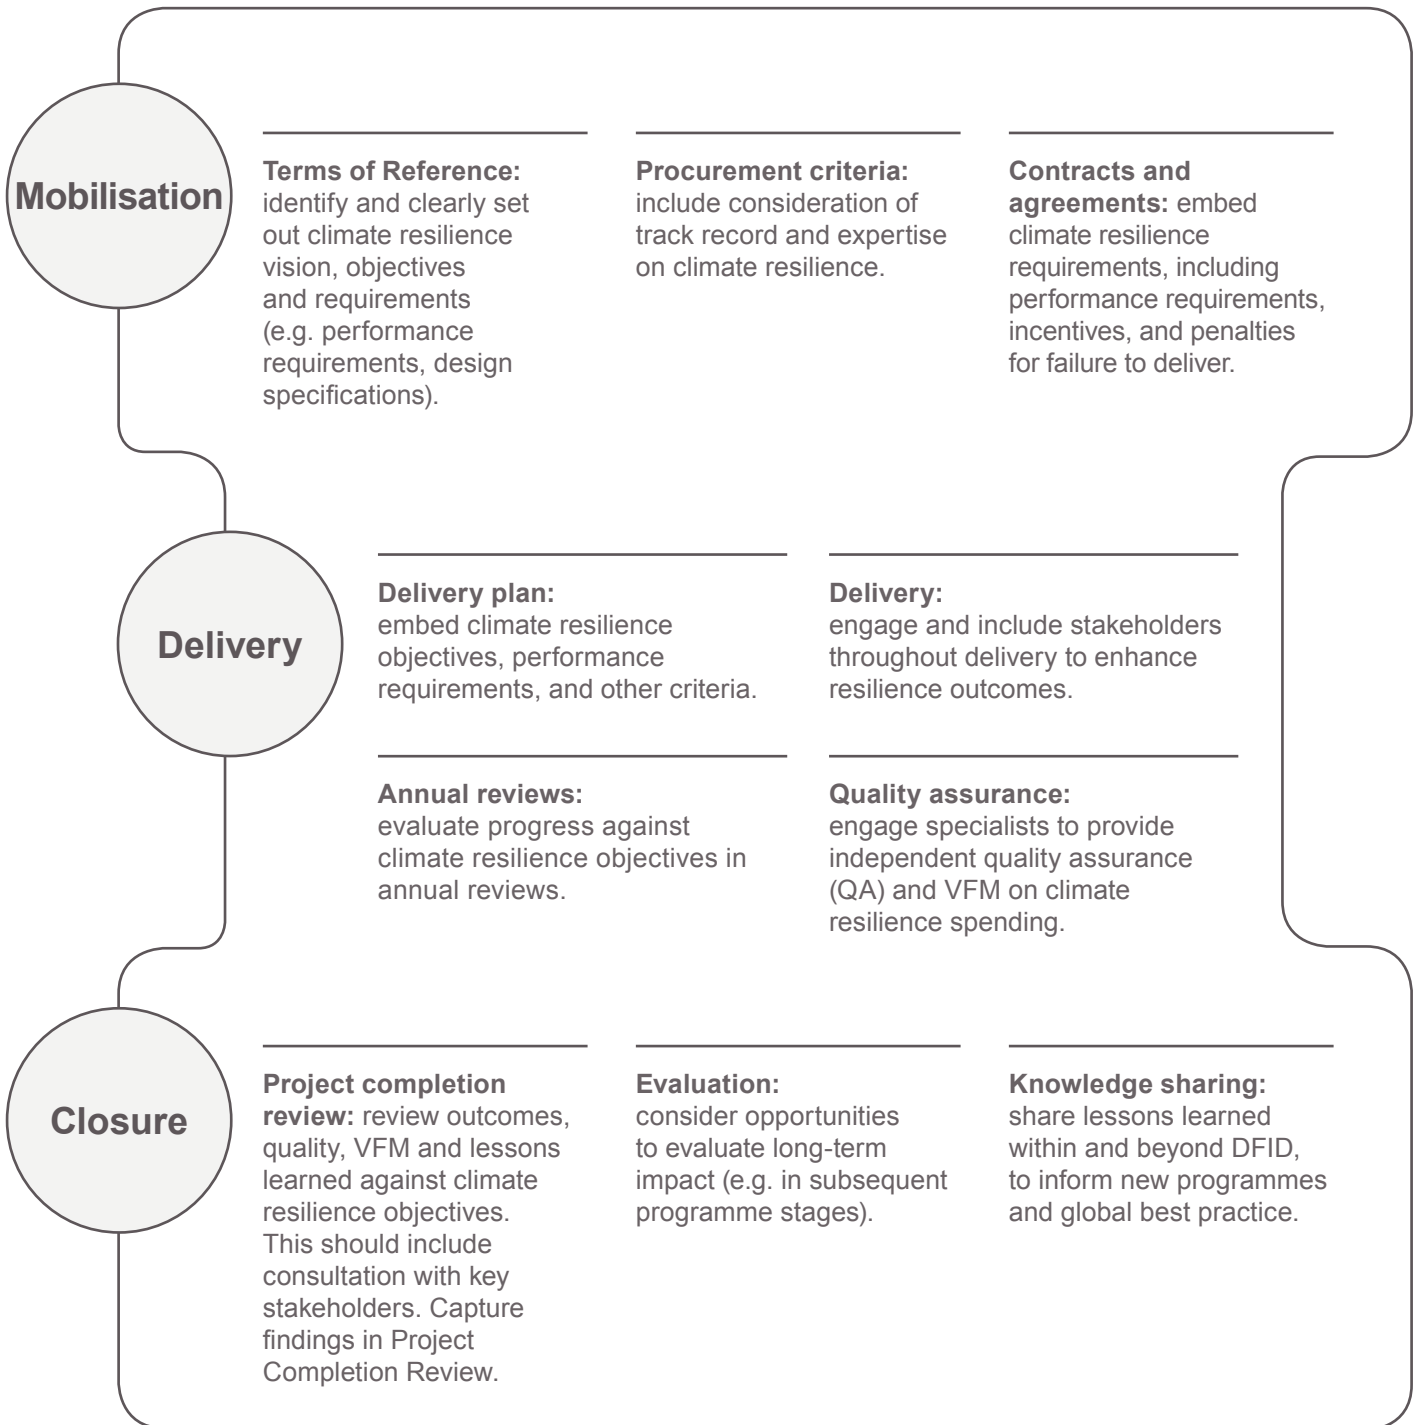 Mobilisation
Terms of Reference:
identify and clearly set
out climate resilience
vision, objectives
and requirements
(e.g. performance
requirements, design
specifications).
Procurement criteria:
include consideration of
track record and expertise
on climate resilience.
Contracts and
agreements: embed
climate resilience
requirements, including
performance requirements,
incentives, and penalties
for failure to deliver.
Delivery
Delivery plan:
embed climate resilience
objectives, performance
requirements, and other criteria.
Delivery:
engage and include stakeholders
throughout delivery to enhance
resilience outcomes.
Annual reviews:
evaluate progress against
climate resilience objectives in
annual reviews.
Quality assurance:
engage specialists to provide
independent quality assurance
(QA) and VFM on climate
resilience spending.
Closure
Project completion
review: review outcomes,
quality, VFM and lessons
learned against climate
resilience objectives.
This should include
consultation with key
stakeholders. Capture
findings in Project
Completion Review.
Evaluation:
consider opportunities
to evaluate long-term
impact (e.g. in subsequent
programme stages).
Knowledge sharing:
share lessons learned
within and beyond DFID,
to inform new programmes
and global best practice.